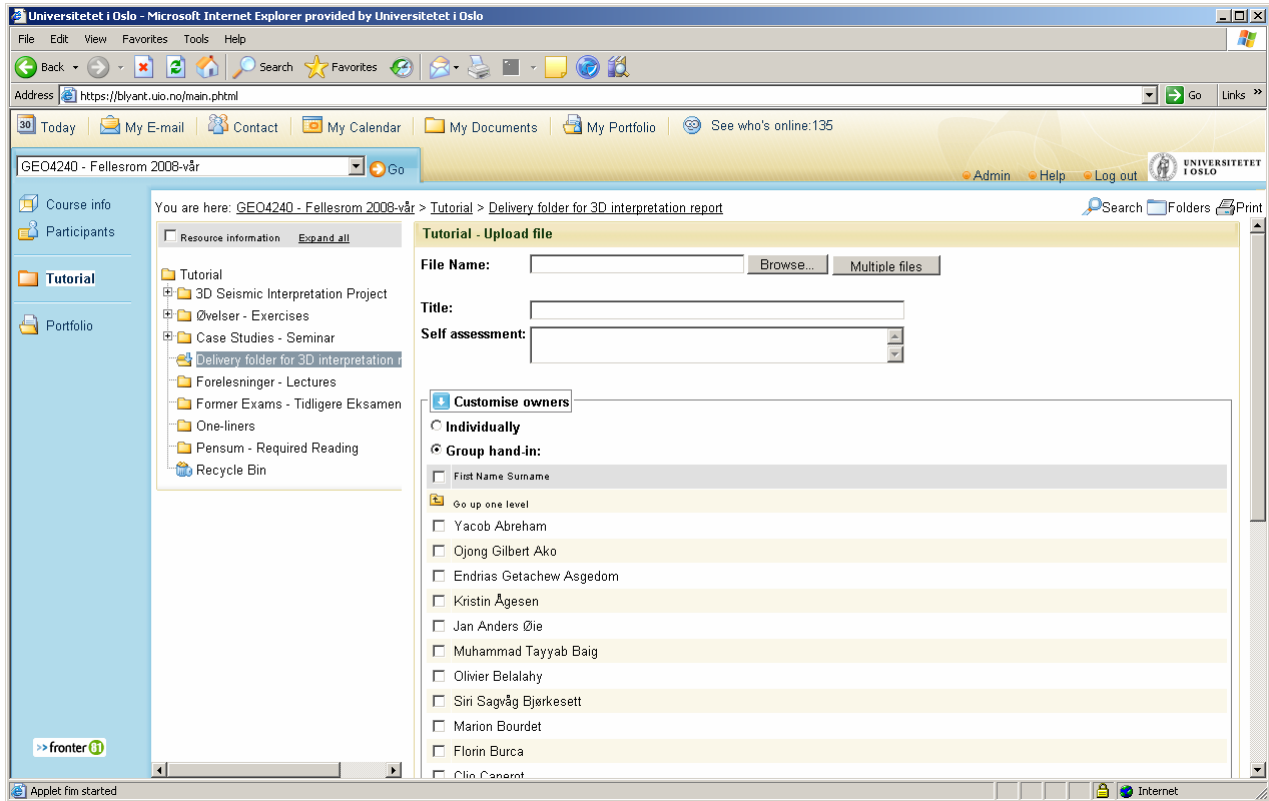 Universitetet i Oslo - Microsoft Internet Explorer provided by Universitetet i Oslo
File Edit View Favorites Tools Help
Back Search Favorites
Address https://blyant.uio.no/main.phtml Go Links »
30 Today My E-mail Contact My Calendar My Documents My Portfolio See who's online:135
GEO4240 - Fellesrom 2008-vår Go
Admin Help Log out UNIVERSITETET I OSLO
Course info
Participants
Tutorial
Portfolio
>> fronter 81
You are here: GEO4240 - Fellesrom 2008-vår > Tutorial > Delivery folder for 3D interpretation report
Search Folders Print
Resource information Expand all
Tutorial
3D Seismic Interpretation Project
Øvelser - Exercises
Case Studies - Seminar
Delivery folder for 3D interpretation r
Forelesninger - Lectures
Former Exams - Tidligere Eksamen
One-liners
Pensum - Required Reading
Recycle Bin
Tutorial - Upload file
File Name: Browse... Multiple files
Title:
Self assessment:
Customise owners
Individually
Group hand-in:
First Name Surname
Go up one level
Yacob Abreham
Ojong Gilbert Ako
Endrias Getachew Asgedom
Kristin Ågesen
Jan Anders Øie
Muhammad Tayyab Baig
Olivier Belalahy
Siri Sagvåg Bjørkesett
Marion Bourdet
Florin Burca
Clio Canerot
Applet fim started Internet